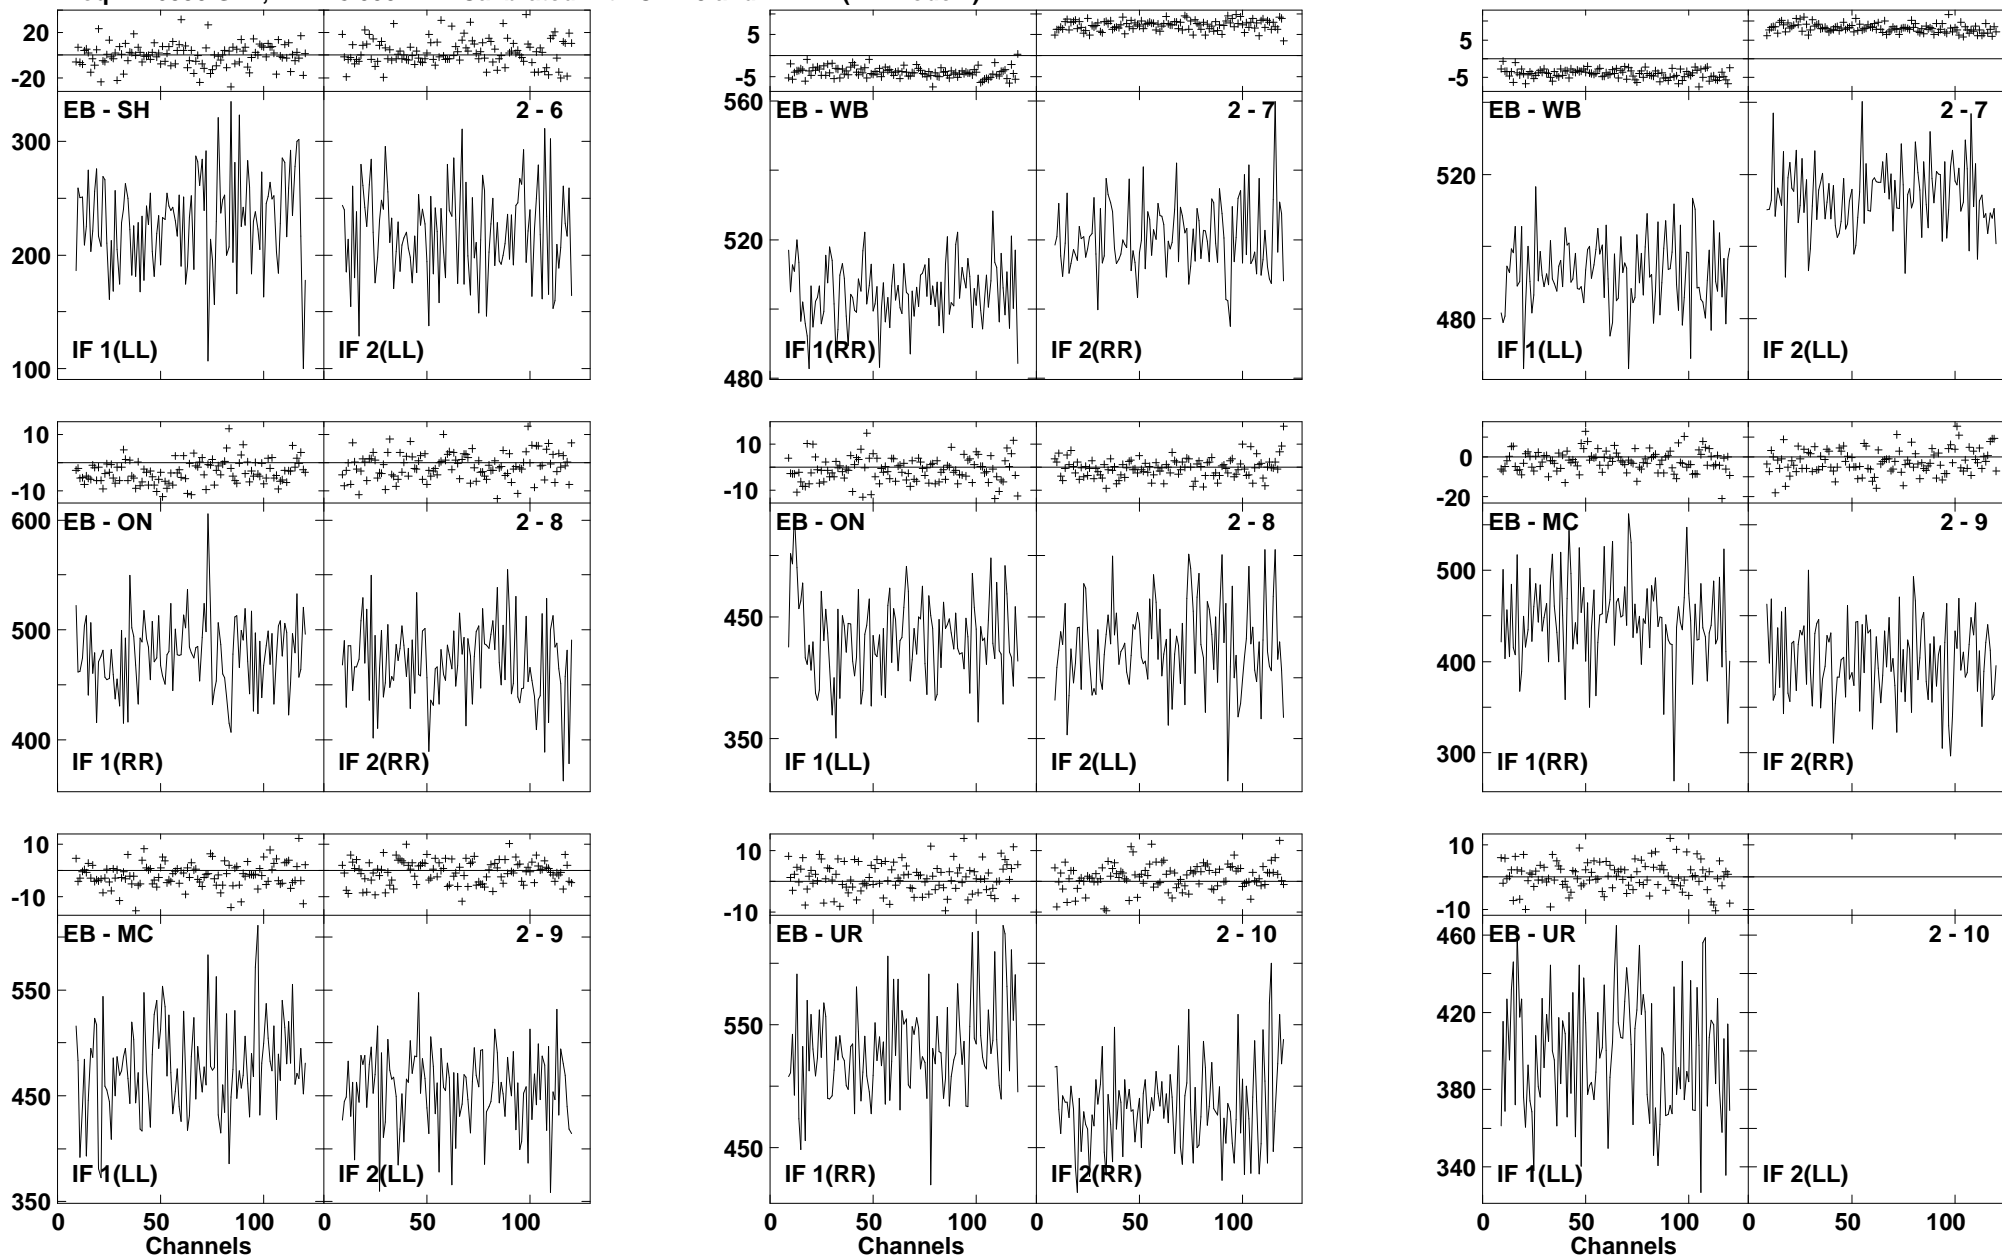 20
-20
EB - SH
2 - 6
300
200
100
IF 1(LL)
IF 2(LL)
5
-5
560
EB - WB
2 - 7
520
480
IF 1(RR)
IF 2(RR)
5
-5
EB - WB
2 - 7
520
480
IF 1(LL)
IF 2(LL)
10
-10
600
EB - ON
2 - 8
500
400
IF 1(RR)
IF 2(RR)
10
-10
EB - ON
2 - 8
450
350
IF 1(LL)
IF 2(LL)
0
-20
EB - MC
2 - 9
500
400
300
IF 1(RR)
IF 2(RR)
10
-10
EB - MC
2 - 9
550
450
350
IF 1(LL)
IF 2(LL)
0 50 100 0 50 100
Channels
10
-10
EB - UR
2 - 10
550
450
IF 1(RR)
IF 2(RR)
0 50 100 0 50 100
Channels
10
-10
EB - UR
2 - 10
460
420
380
340
IF 1(LL)
IF 2(LL)
0 50 100 0 50 100
Channels